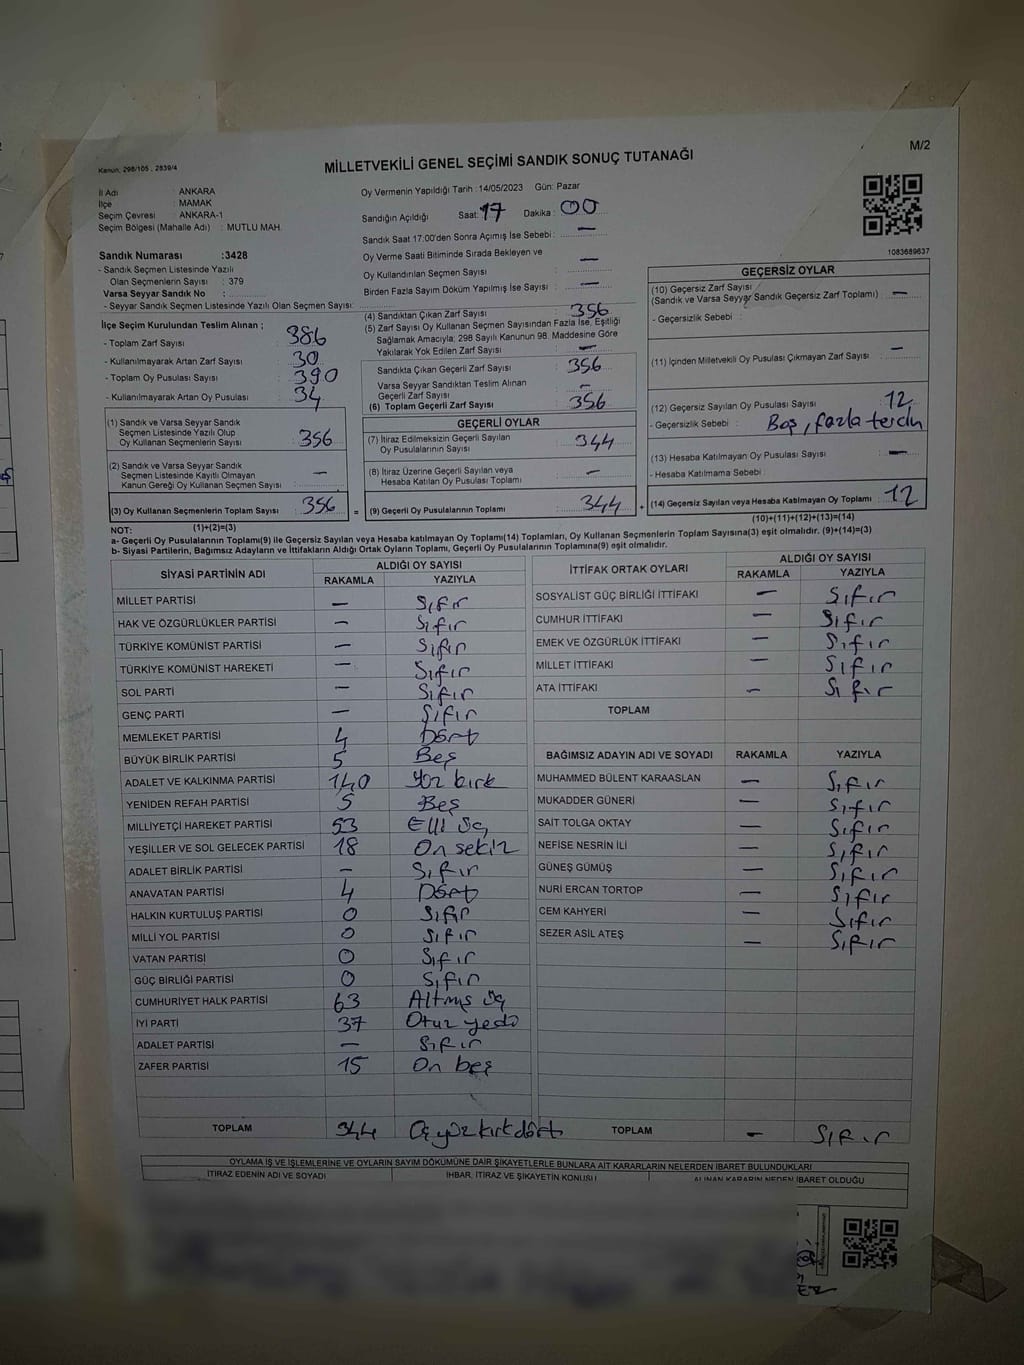 M/2
Kanun, 298/105 , 2839/4
MİLLETVEKİLİ GENEL SEÇİMİ SANDIK SONUÇ TUTANAĞI
İl Adı : ANKARA
İlçe : MAMAK
Seçim Çevresi : ANKARA-1
Seçim Bölgesi (Mahalle Adı) : MUTLU MAH.
Oy Vermenin Yapıldığı Tarih : 14/05/2023 Gün: Pazar
Sandığın Açıldığı Saat: 17 Dakika : 00
Sandık Saat 17:00'den Sonra Açımış İse Sebebi : —
Oy Verme Saati Bitiminde Sırada Bekleyen ve
Oy Kullandırılan Seçmen Sayısı : —
Birden Fazla Sayım Döküm Yapılmış İse Sayısı : —
1083689637
Sandık Numarası :3428
- Sandık Seçmen Listesinde Yazılı
Olan Seçmenlerin Sayısı : 379
Varsa Seyyar Sandık No :
- Seyyar Sandık Seçmen Listesinde Yazılı Olan Seçmen Sayısı:
İlçe Seçim Kurulundan Teslim Alınan ;
- Toplam Zarf Sayısı : 386
- Kullanılmayarak Artan Zarf Sayısı : 30
- Toplam Oy Pusulası Sayısı : 390
- Kullanılmayarak Artan Oy Pusulası : 34
(4) Sandıktan Çıkan Zarf Sayısı : 356
(5) Zarf Sayısı Oy Kullanan Seçmen Sayısından Fazla İse, Eşitliği
Sağlamak Amacıyla; 298 Sayılı Kanunun 98. Maddesine Göre
Yakılarak Yok Edilen Zarf Sayısı : —
Sandıkta Çıkan Geçerli Zarf Sayısı : 356
Varsa Seyyar Sandıktan Teslim Alınan
Geçerli Zarf Sayısı : —
(6) Toplam Geçerli Zarf Sayısı : 356
GEÇERSİZ OYLAR
(10) Geçersiz Zarf Sayısı
(Sandık ve Varsa Seyyar Sandık Geçersiz Zarf Toplamı) : —
- Geçersizlik Sebebi :
(11) İçinden Milletvekili Oy Pusulası Çıkmayan Zarf Sayısı : —
(12) Geçersiz Sayılan Oy Pusulası Sayısı : 12
- Geçersizlik Sebebi : Boş, fazla tercih
(13) Hesaba Katılmayan Oy Pusulası Sayısı : —
- Hesaba Katılmama Sebebi :
(14) Geçersiz Sayılan veya Hesaba Katılmayan Oy Toplamı : 12
(10)+(11)+(12)+(13)=(14)
(1) Sandık ve Varsa Seyyar Sandık
Seçmen Listesinde Yazılı Olup
Oy Kullanan Seçmenlerin Sayısı : 356
(2) Sandık ve Varsa Seyyar Sandık
Seçmen Listesinde Kayıtlı Olmayan
Kanun Gereği Oy Kullanan Seçmen Sayısı : —
(3) Oy Kullanan Seçmenlerin Toplam Sayısı : 356 =
GEÇERLİ OYLAR
(7) İtiraz Edilmeksizin Geçerli Sayılan
Oy Pusulalarının Sayısı : 344
(8) İtiraz Üzerine Geçerli Sayılan veya
Hesaba Katılan Oy Pusulası Toplamı : —
(9) Geçerli Oy Pusulalarının Toplamı : 344 +
NOT: (1)+(2)=(3)
a- Geçerli Oy Pusulalarının Toplamı(9) ile Geçersiz Sayılan veya Hesaba katılmayan Oy Toplamı(14) Toplamları, Oy Kullanan Seçmenlerin Toplam Sayısına(3) eşit olmalıdır. (9)+(14)=(3)
b- Siyasi Partilerin, Bağımsız Adayların ve İttifakların Aldığı Ortak Oyların Toplamı, Geçerli Oy Pusulalarının Toplamına(9) eşit olmalıdır.
SİYASİ PARTİNİN ADI ALDIĞI OY SAYISI
RAKAMLA YAZIYLA
MİLLET PARTİSİ — Sıfır
HAK VE ÖZGÜRLÜKLER PARTİSİ — Sıfır
TÜRKİYE KOMÜNİST PARTİSİ — Sıfır
TÜRKİYE KOMÜNİST HAREKETİ — Sıfır
SOL PARTİ — Sıfır
GENÇ PARTİ — Sıfır
MEMLEKET PARTİSİ 4 Dört
BÜYÜK BİRLİK PARTİSİ 5 Beş
ADALET VE KALKINMA PARTİSİ 140 Yüz kırk
YENİDEN REFAH PARTİSİ 5 Beş
MİLLİYETÇİ HAREKET PARTİSİ 53 Elli üç
YEŞİLLER VE SOL GELECEK PARTİSİ 18 On sekiz
ADALET BİRLİK PARTİSİ — Sıfır
ANAVATAN PARTİSİ 4 Dört
HALKIN KURTULUŞ PARTİSİ 0 Sıfır
MİLLİ YOL PARTİSİ 0 Sıfır
VATAN PARTİSİ 0 Sıfır
GÜÇ BİRLİĞİ PARTİSİ 0 Sıfır
CUMHURİYET HALK PARTİSİ 63 Altmış üç
İYİ PARTİ 37 Otuz yedi
ADALET PARTİSİ — Sıfır
ZAFER PARTİSİ 15 On beş
TOPLAM 344 Üçyüzkırkdört
İTTİFAK ORTAK OYLARI ALDIĞI OY SAYISI
RAKAMLA YAZIYLA
SOSYALİST GÜÇ BİRLİĞİ İTTİFAKI — Sıfır
CUMHUR İTTİFAKI — Sıfır
EMEK VE ÖZGÜRLÜK İTTİFAKI — Sıfır
MİLLET İTTİFAKI — Sıfır
ATA İTTİFAKI — Sıfır
TOPLAM
BAĞIMSIZ ADAYIN ADI VE SOYADI RAKAMLA YAZIYLA
MUHAMMED BÜLENT KARAASLAN — Sıfır
MUKADDER GÜNERİ — Sıfır
SAİT TOLGA OKTAY — Sıfır
NEFİSE NESRİN İLİ — Sıfır
GÜNEŞ GÜMÜŞ — Sıfır
NURİ ERCAN TORTOP — Sıfır
CEM KAHYERİ — Sıfır
SEZER ASİL ATEŞ — Sıfır
TOPLAM — Sıfır
OYLAMA İŞ VE İŞLEMLERİNE VE OYLARIN SAYIM DÖKÜMÜNE DAİR ŞİKAYETLERLE BUNLARA AİT KARARLARIN NELERDEN İBARET BULUNDUKLARI
İTİRAZ EDENİN ADI VE SOYADI İHBAR, İTİRAZ VE ŞİKAYETİN KONUSU ALINAN KARARIN NEDEN İBARET OLDUĞU